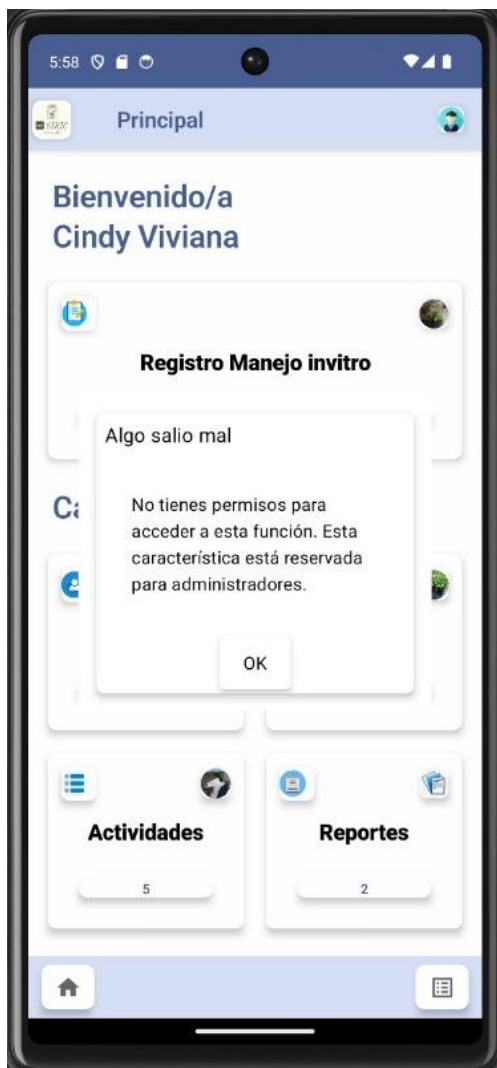 5:58
Principal
Bienvenido/a
Cindy Viviana
Registro Manejo invitro
Algo salio mal
No tienes permisos para
acceder a esta función. Esta
característica está reservada
para administradores.
OK
Actividades
Reportes
5
2